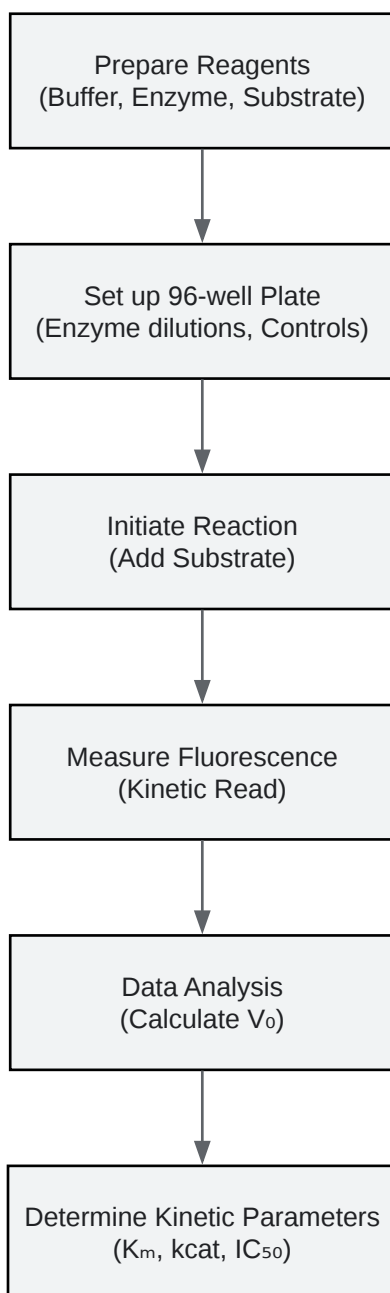 Prepare Reagents
(Buffer, Enzyme, Substrate)
Set up 96-well Plate
(Enzyme dilutions, Controls)
Initiate Reaction
(Add Substrate)
Measure Fluorescence
(Kinetic Read)
Data Analysis
(Calculate V₀)
Determine Kinetic Parameters
(Kₘ, kcat, IC₅₀)